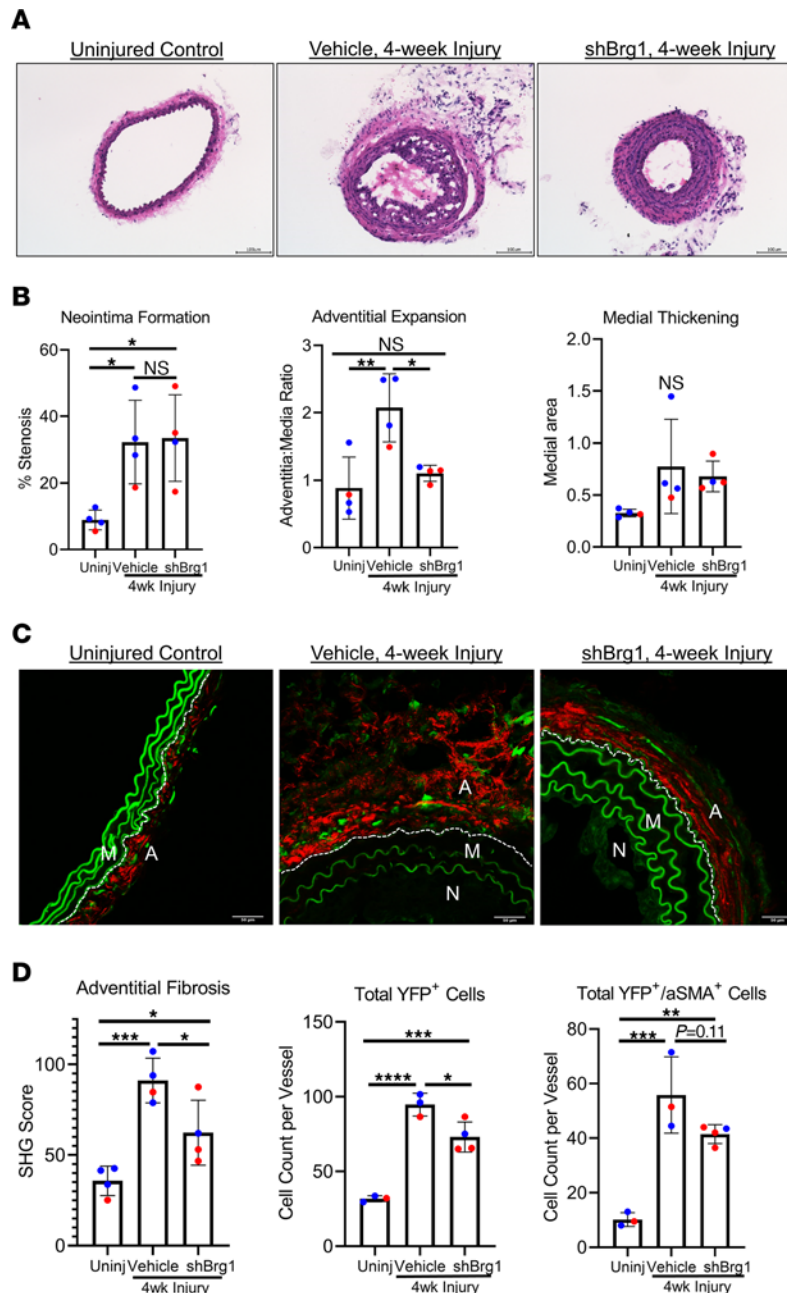 A
Uninjured Control
Vehicle, 4-week Injury
shBrg1, 4-week Injury
B
Neointima Formation
% Stenosis
60
40
20
0
*
*
NS
Uninj Vehicle shBrg1
4wk Injury
Adventitial Expansion
Adventitia:Media Ratio
3
2
1
0
NS
** *
Uninj Vehicle shBrg1
4wk Injury
Medial Thickening
Medial area
2.0
1.5
1.0
0.5
0.0
NS
Uninj Vehicle shBrg1
4wk Injury
C
Uninjured Control
Vehicle, 4-week Injury
shBrg1, 4-week Injury
M A
A
M
N
A
M
N
D
Adventitial Fibrosis
SHG Score
100
50
0
*
*** *
Uninj Vehicle shBrg1
4wk Injury
Total YFP+ Cells
Cell Count per Vessel
150
100
50
0
***
**** *
Uninj Vehicle shBrg1
4wk Injury
Total YFP+/aSMA+ Cells
Cell Count per Vessel
80
60
40
20
0
**
*** P=0.11
Uninj Vehicle shBrg1
4wk Injury